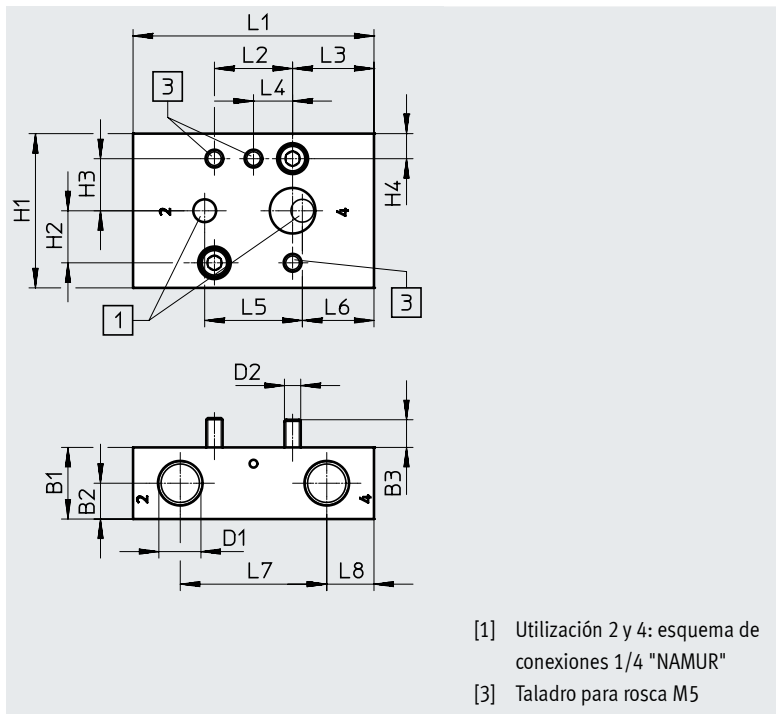 L1
L2
L3
3
L4
H1
H3
H2
H4
2
4
1
L5
L6
3
D2
B1
B2
B3
2
4
D1
L7
L8
[1] Utilización 2 y 4: esquema de
conexiones 1/4 "NAMUR"
[3] Taladro para rosca M5